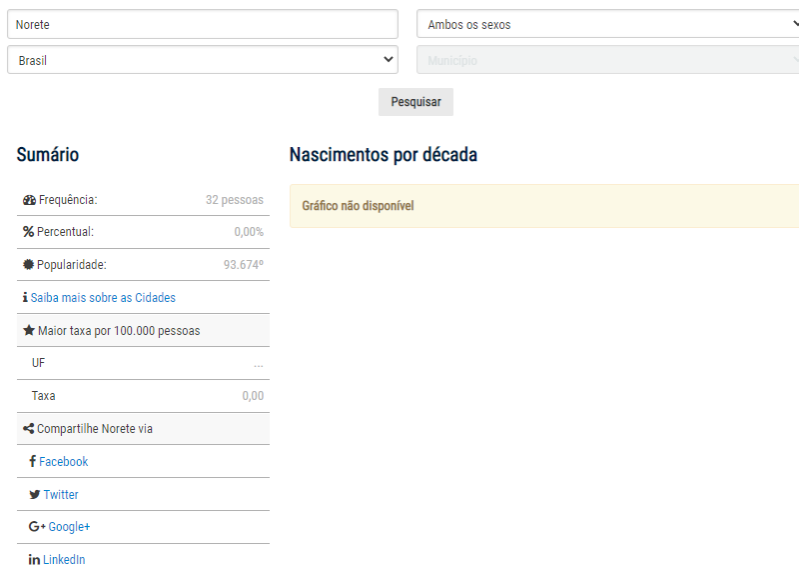 Norete
Ambos os sexos
Brasil
Município
Pesquisar
Sumário
Nascimentos por década
Frequência: 32 pessoas
Gráfico não disponível
Percentual: 0,00%
Popularidade: 93.674º
Saiba mais sobre as Cidades
Maior taxa por 100.000 pessoas
UF ...
Taxa 0,00
Compartilhe Norete via
Facebook
Twitter
Google+
LinkedIn